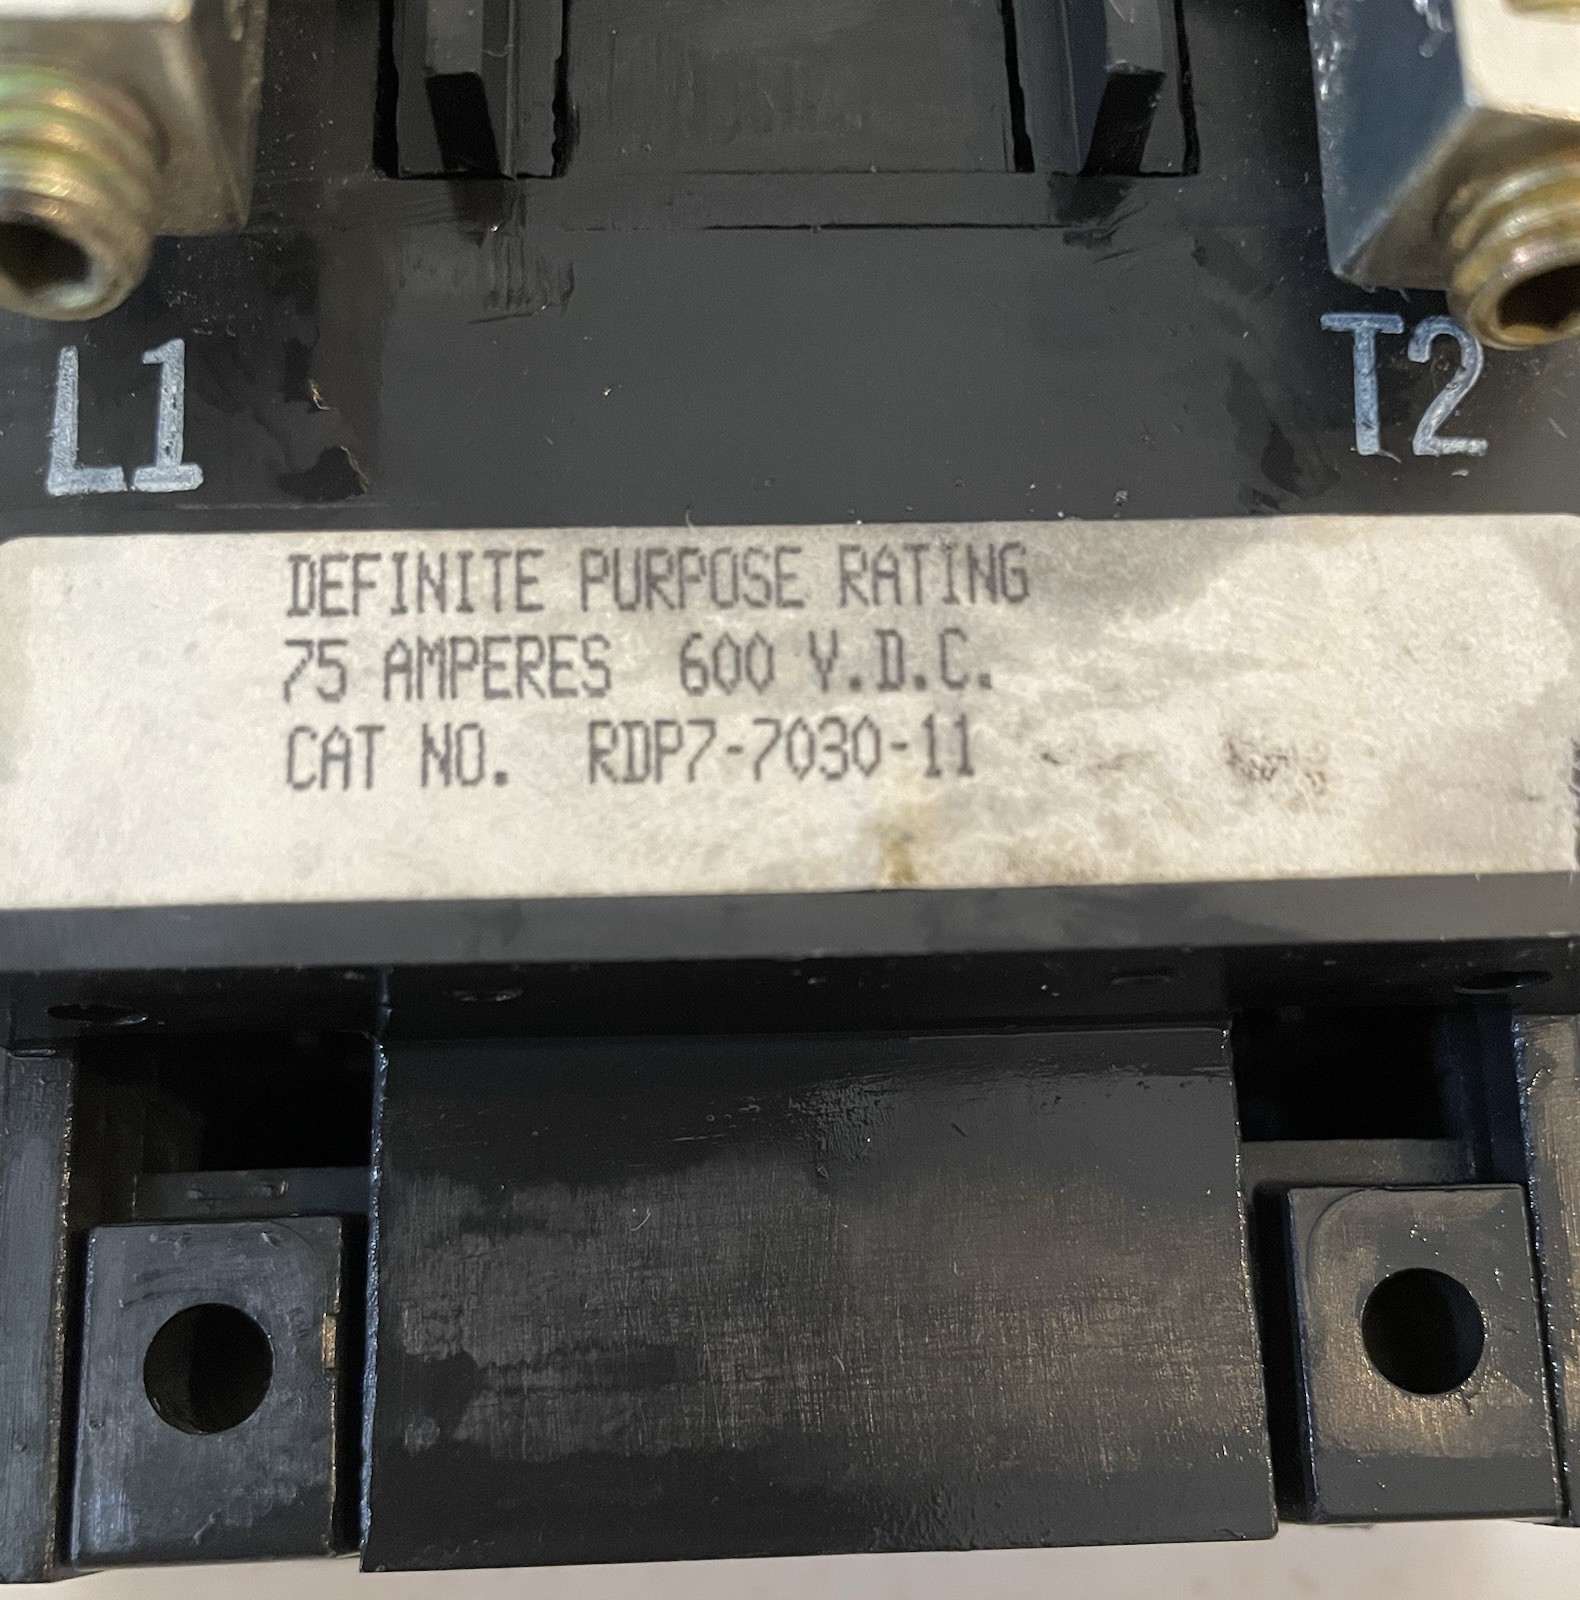 L1 T2
DEFINITE PURPOSE RATING
75 AMPERES 600 V.D.C.
CAT NO. RDP7-7030-11